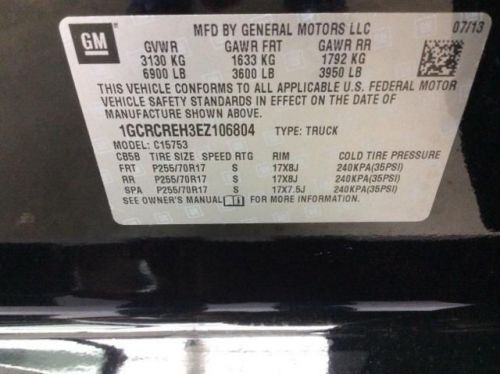 GM
MFD BY GENERAL MOTORS LLC 07/13
GVWR GAWR FRT GAWR RR
3130 KG 1633 KG 1792 KG
6900 LB 3600 LB 3950 LB
THIS VEHICLE CONFORMS TO ALL APPLICABLE U.S. FEDERAL MOTOR
VEHICLE SAFETY STANDARDS IN EFFECT ON THE DATE OF
MANUFACTURE SHOWN ABOVE.
1GCRCREH3EZ106804 TYPE: TRUCK
MODEL: C15753
CB5B TIRE SIZE SPEED RTG RIM COLD TIRE PRESSURE
FRT P255/70R17 S 17X8J 240KPA(35PSI)
RR P255/70R17 S 17X8J 240KPA(35PSI)
SPA P255/70R17 S 17X7.5J 240KPA(35PSI)
SEE OWNER'S MANUAL FOR MORE INFORMATION.